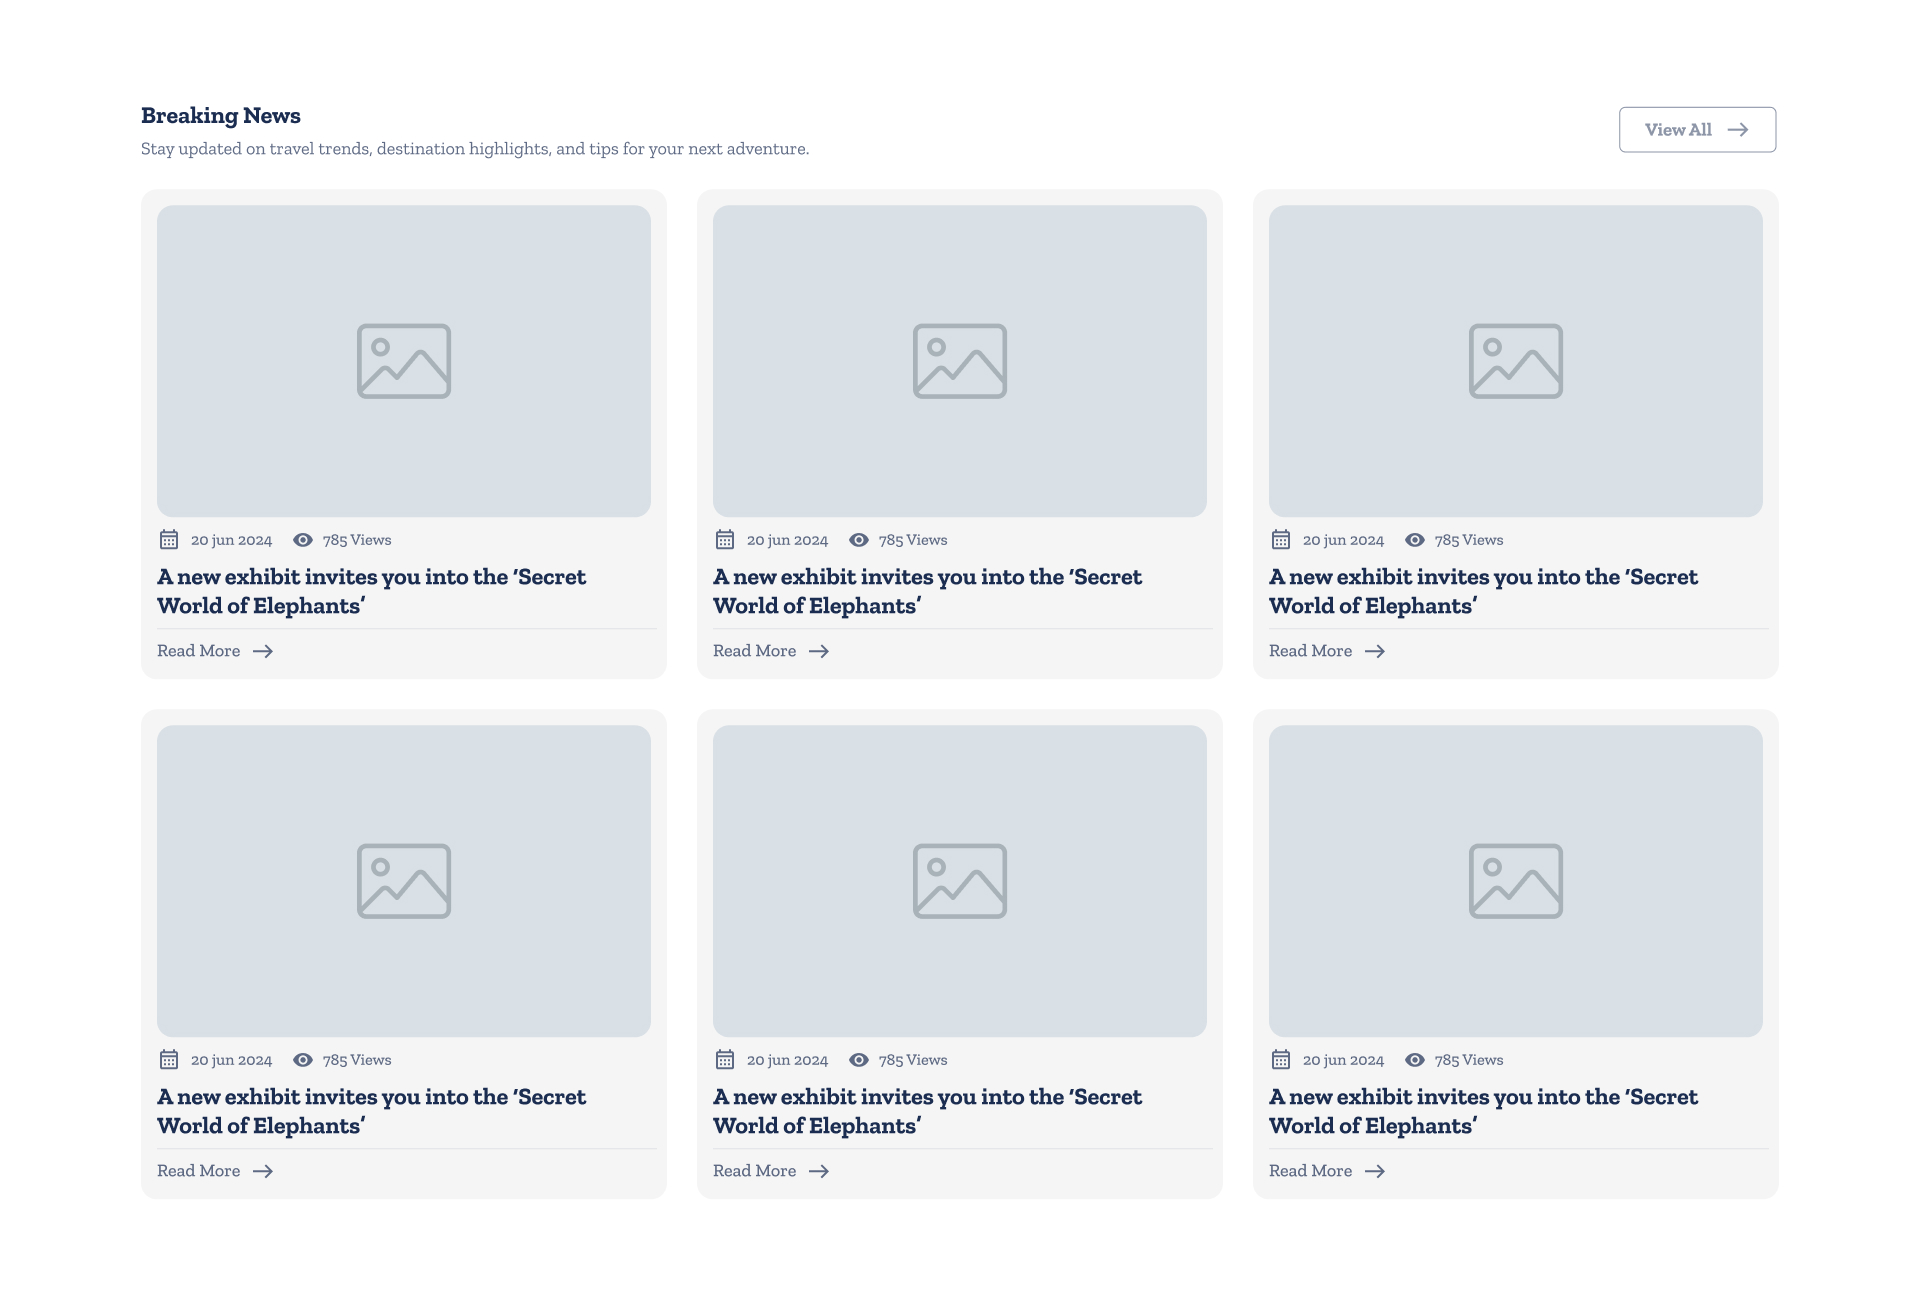 Breaking News
Stay updated on travel trends, destination highlights, and tips for your next adventure.
View All
20 jun 2024 785 Views
A new exhibit invites you into the ‘Secret
World of Elephants’
Read More
20 jun 2024 785 Views
A new exhibit invites you into the ‘Secret
World of Elephants’
Read More
20 jun 2024 785 Views
A new exhibit invites you into the ‘Secret
World of Elephants’
Read More
20 jun 2024 785 Views
A new exhibit invites you into the ‘Secret
World of Elephants’
Read More
20 jun 2024 785 Views
A new exhibit invites you into the ‘Secret
World of Elephants’
Read More
20 jun 2024 785 Views
A new exhibit invites you into the ‘Secret
World of Elephants’
Read More